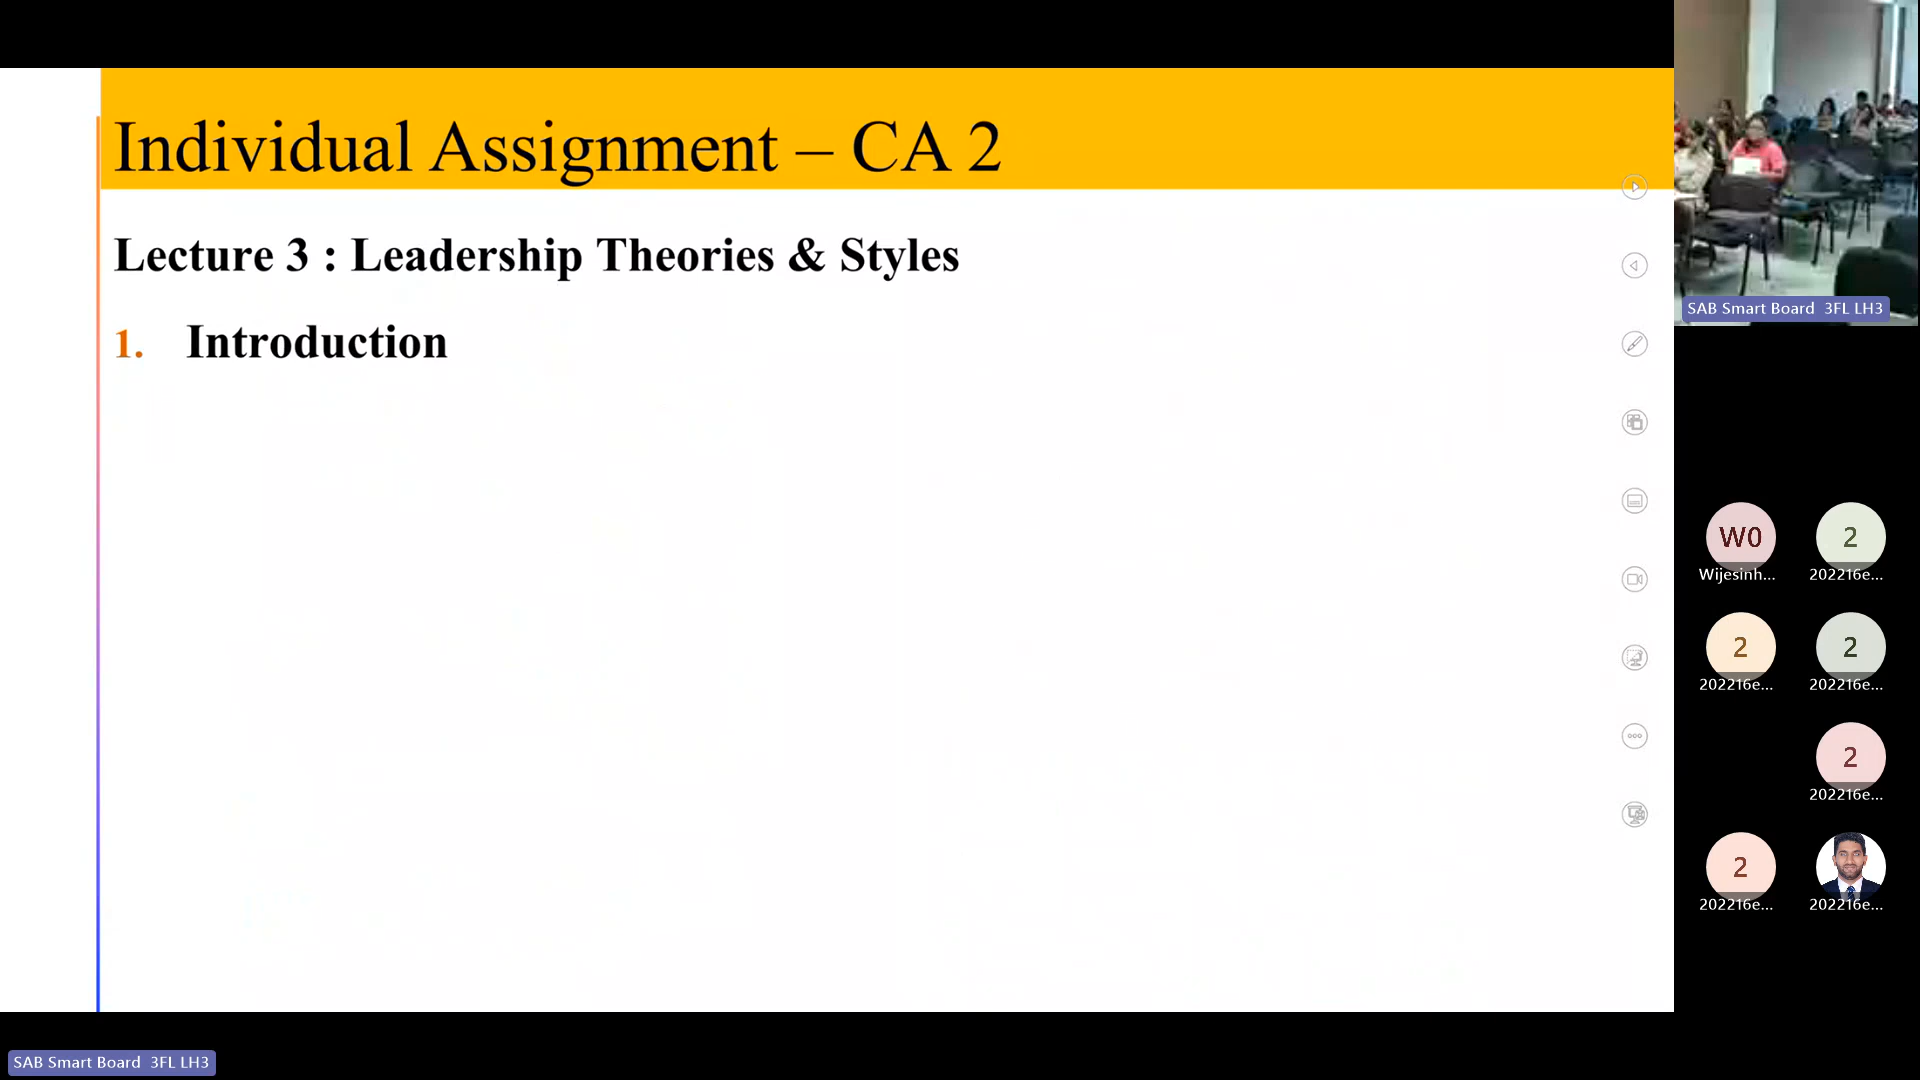 Individual Assignment – CA 2
Lecture 3 : Leadership Theories & Styles
1. Introduction
SAB Smart Board 3FL LH3
W0 2
Wijesinh... 202216e...
2 2
202216e... 202216e...
2
202216e...
2
202216e... 202216e...
SAB Smart Board 3FL LH3